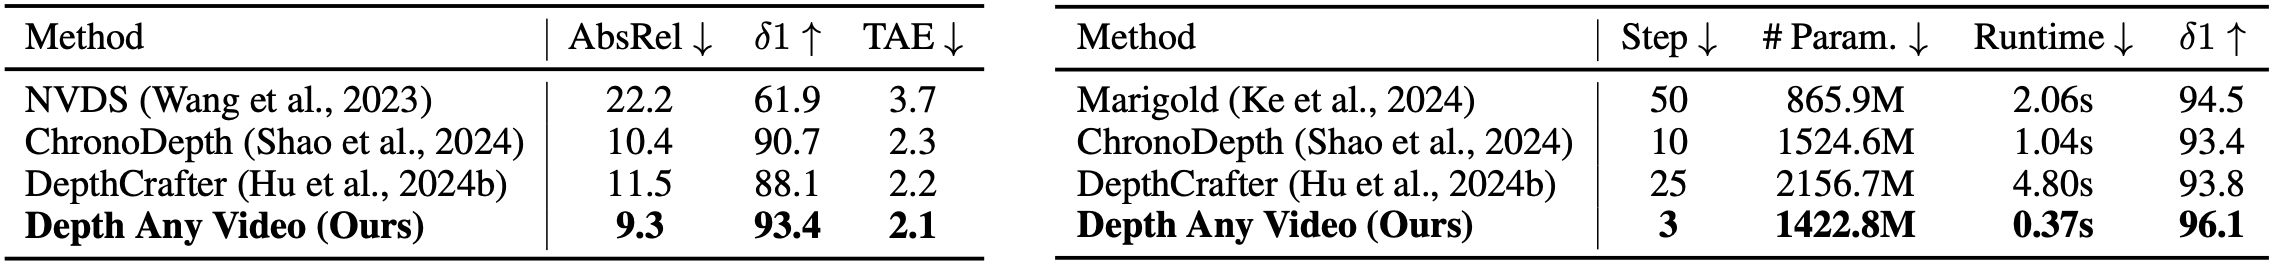 Method AbsRel ↓ δ1 ↑ TAE ↓
NVDS (Wang et al., 2023) 22.2 61.9 3.7
ChronoDepth (Shao et al., 2024) 10.4 90.7 2.3
DepthCrafter (Hu et al., 2024b) 11.5 88.1 2.2
Depth Any Video (Ours) 9.3 93.4 2.1
Method Step ↓ # Param. ↓ Runtime ↓ δ1 ↑
Marigold (Ke et al., 2024) 50 865.9M 2.06s 94.5
ChronoDepth (Shao et al., 2024) 10 1524.6M 1.04s 93.4
DepthCrafter (Hu et al., 2024b) 25 2156.7M 4.80s 93.8
Depth Any Video (Ours) 3 1422.8M 0.37s 96.1